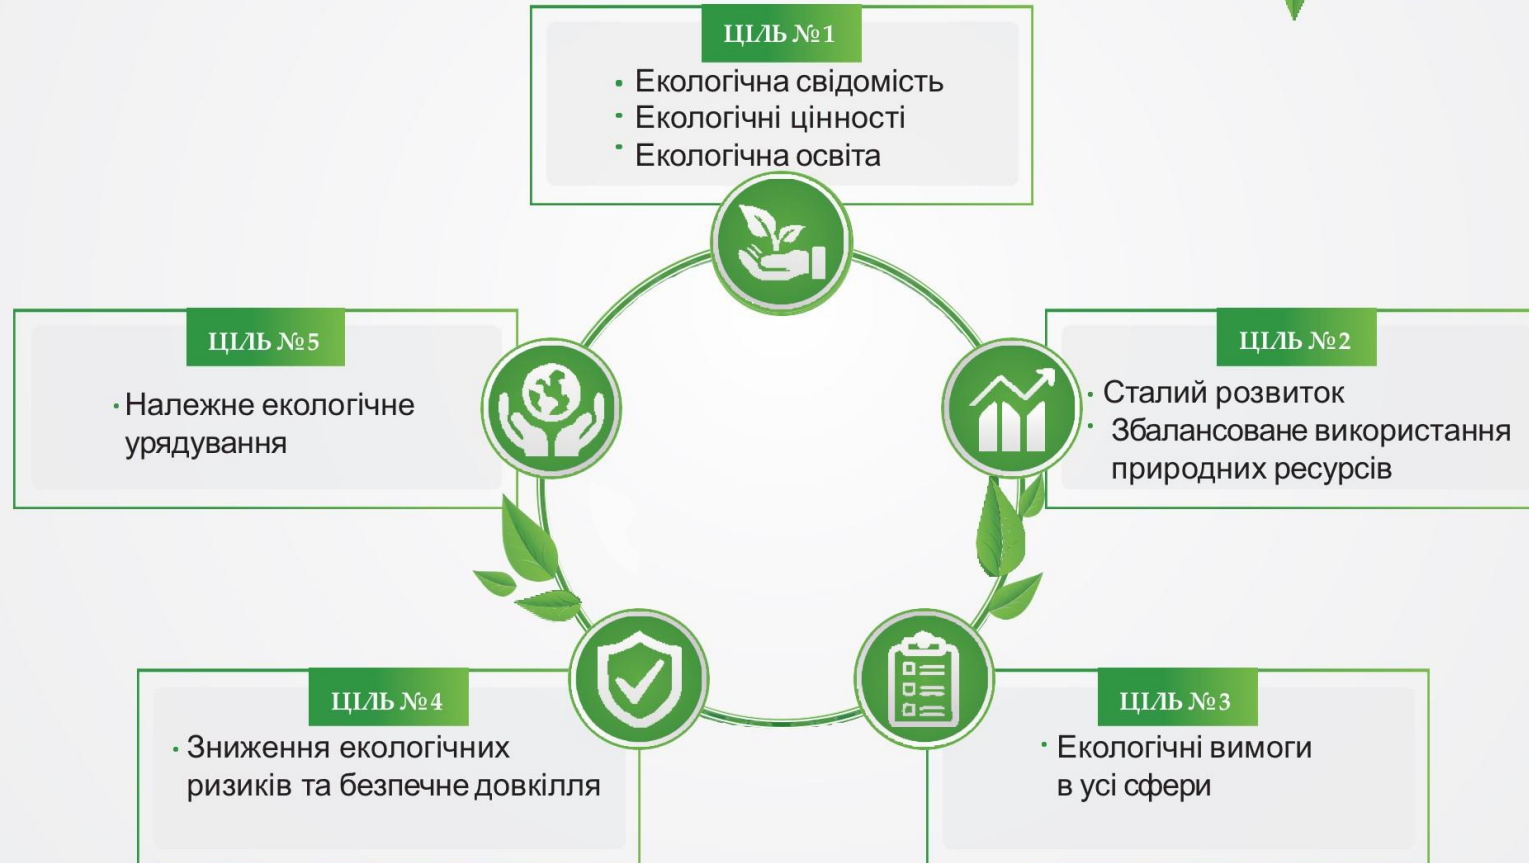 ЦІЛЬ №1
· Екологічна свідомість
· Екологічні цінності
· Екологічна освіта
ЦІЛЬ №2
· Сталий розвиток
· Збалансоване використання
природних ресурсів
ЦІЛЬ №3
· Екологічні вимоги
в усі сфери
ЦІЛЬ №4
· Зниження екологічних
ризиків та безпечне довкілля
ЦІЛЬ №5
· Належне екологічне
урядування